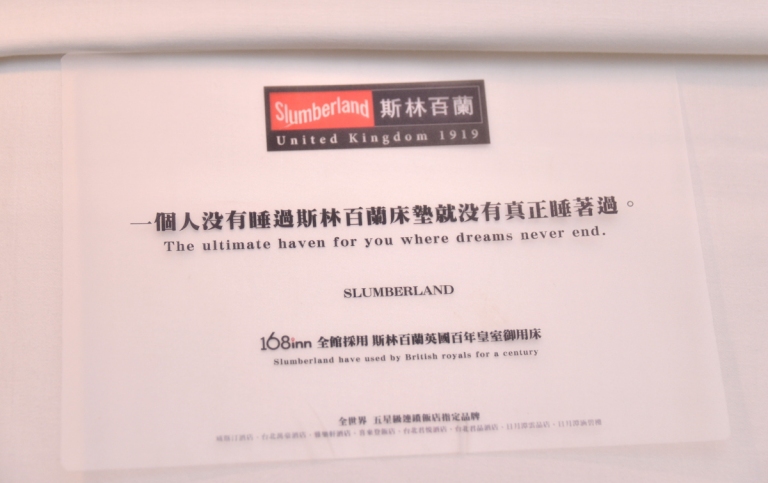 Slumberland 斯林百蘭
United Kingdom 1919
一個人没有睡過斯林百蘭床墊就没有真正睡著過。
The ultimate haven for you where dreams never end.
SLUMBERLAND
168inn 全館採用 斯林百蘭英國百年皇室御用床
Slumberland have used by British royals for a century
全世界 五星級連鎖飯店指定品牌